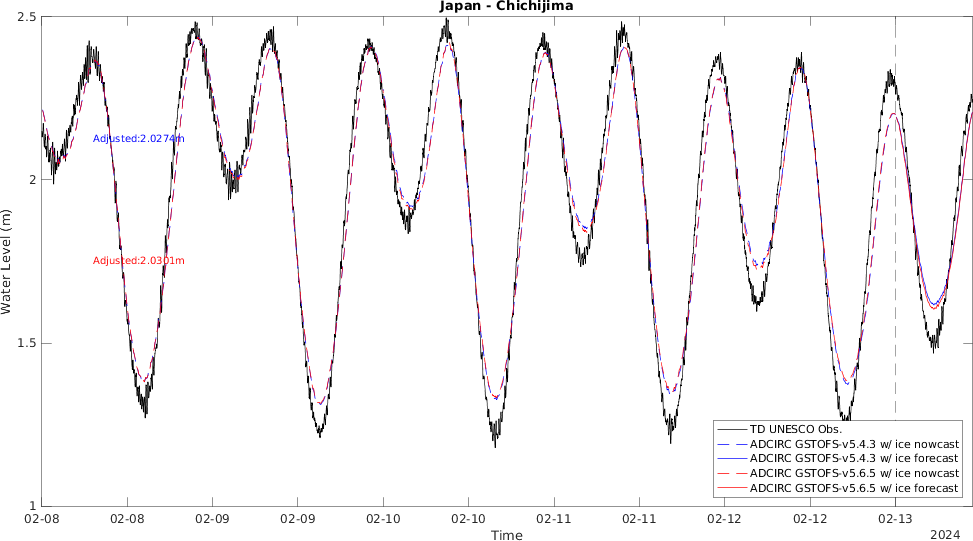 Japan - Chichijima
2.5
Adjusted:2.0274m
2
Adjusted:2.0301m
Water Level (m)
1.5
TD UNESCO Obs.
ADCIRC GSTOFS-v5.4.3 w/ ice nowcast
ADCIRC GSTOFS-v5.4.3 w/ ice forecast
ADCIRC GSTOFS-v5.6.5 w/ ice nowcast
ADCIRC GSTOFS-v5.6.5 w/ ice forecast
1
02-08 02-08 02-09 02-09 02-10 02-10 02-11 02-11 02-12 02-12 02-13
Time
2024